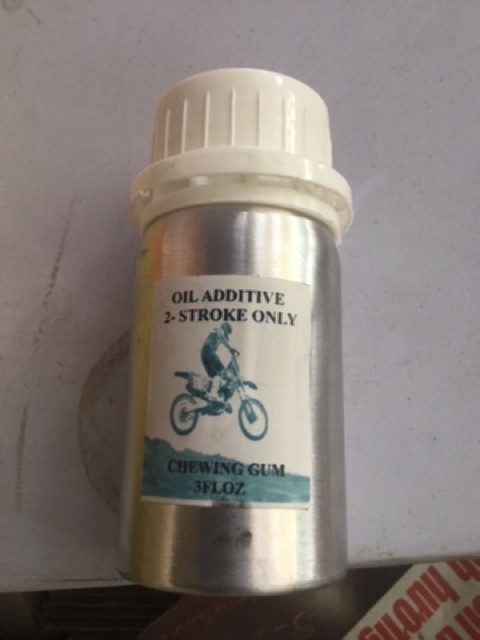 OIL ADDITIVE
2- STROKE ONLY
CHEWING GUM
3FLOZ